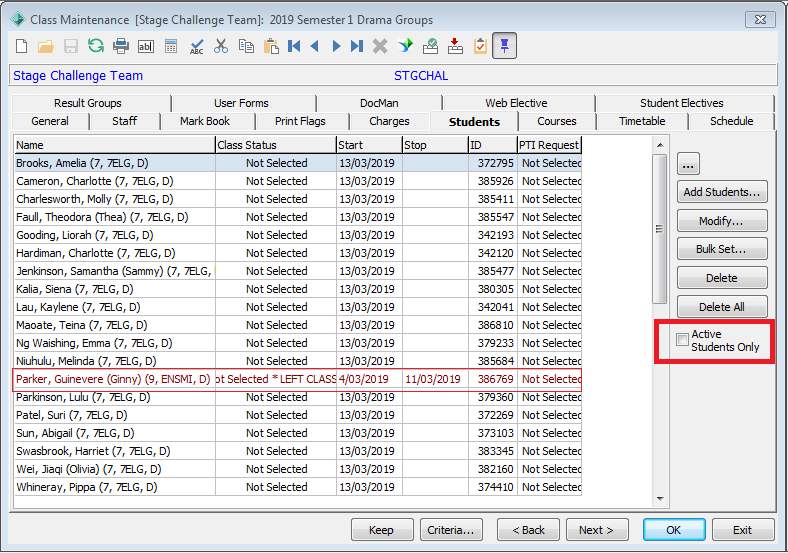 Class Maintenance [Stage Challenge Team]: 2019 Semester 1 Drama Groups
abl
ABC
Stage Challenge Team STGCHAL
Result Groups User Forms DocMan Web Elective Student Electives
General Staff Mark Book Print Flags Charges Students Courses Timetable Schedule
Name Class Status Start Stop ID PTI Request
Brooks, Amelia (7, 7ELG, D) Not Selected 13/03/2019 372795 Not Selected
Cameron, Charlotte (7, 7ELG, D) Not Selected 13/03/2019 385926 Not Selected
Charlesworth, Molly (7, 7ELG, D) Not Selected 13/03/2019 385411 Not Selected
Faull, Theodora (Thea) (7, 7ELG, D) Not Selected 13/03/2019 385547 Not Selected
Gooding, Liorah (7, 7ELG, D) Not Selected 13/03/2019 342193 Not Selected
Hardiman, Charlotte (7, 7ELG, D) Not Selected 13/03/2019 342120 Not Selected
Jenkinson, Samantha (Sammy) (7, 7ELG, Not Selected 13/03/2019 385477 Not Selected
Kalia, Siena (7, 7ELG, D) Not Selected 13/03/2019 380305 Not Selected
Lau, Kaylene (7, 7ELG, D) Not Selected 13/03/2019 342041 Not Selected
Maoate, Teina (7, 7ELG, D) Not Selected 13/03/2019 386810 Not Selected
Ng Waishing, Emma (7, 7ELG, D) Not Selected 13/03/2019 379233 Not Selected
Niuhulu, Melinda (7, 7ELG, D) Not Selected 13/03/2019 385684 Not Selected
Parker, Guinevere (Ginny) (9, ENSMI, D) ot Selected * LEFT CLASS 4/03/2019 11/03/2019 386769 Not Selected
Parkinson, Lulu (7, 7ELG, D) Not Selected 13/03/2019 379360 Not Selected
Patel, Suri (7, 7ELG, D) Not Selected 13/03/2019 372269 Not Selected
Sun, Abigail (7, 7ELG, D) Not Selected 13/03/2019 373103 Not Selected
Swasbrook, Harriet (7, 7ELG, D) Not Selected 13/03/2019 383345 Not Selected
Wei, Jiaqi (Olivia) (7, 7ELG, D) Not Selected 13/03/2019 382160 Not Selected
Whineray, Pippa (7, 7ELG, D) Not Selected 13/03/2019 374410 Not Selected
...
Add Students...
Modify...
Bulk Set...
Delete
Delete All
Active
Students Only
Keep Criteria... < Back Next > OK Exit